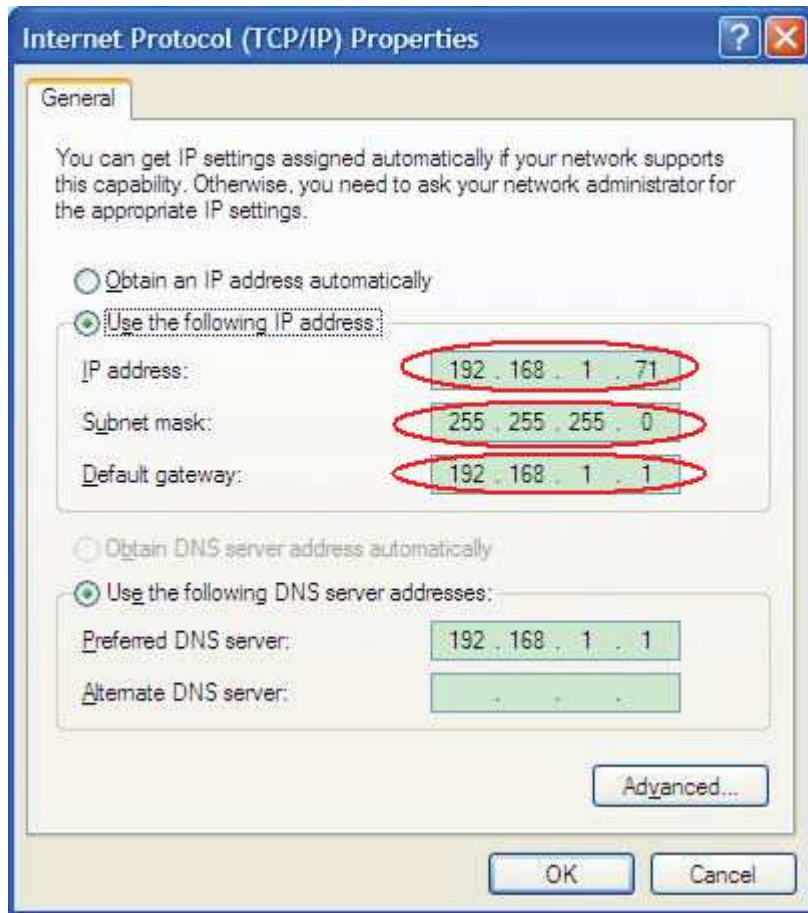 Internet Protocol (TCP/IP) Properties
General
You can get IP settings assigned automatically if your network supports
this capability. Otherwise, you need to ask your network administrator for
the appropriate IP settings.
Obtain an IP address automatically
Use the following IP address:
IP address: 192 . 168 . 1 . 71
Subnet mask: 255 . 255 . 255 . 0
Default gateway: 192 . 168 . 1 . 1
Obtain DNS server address automatically
Use the following DNS server addresses:
Preferred DNS server: 192 . 168 . 1 . 1
Alternate DNS server: . . .
Advanced...
OK Cancel